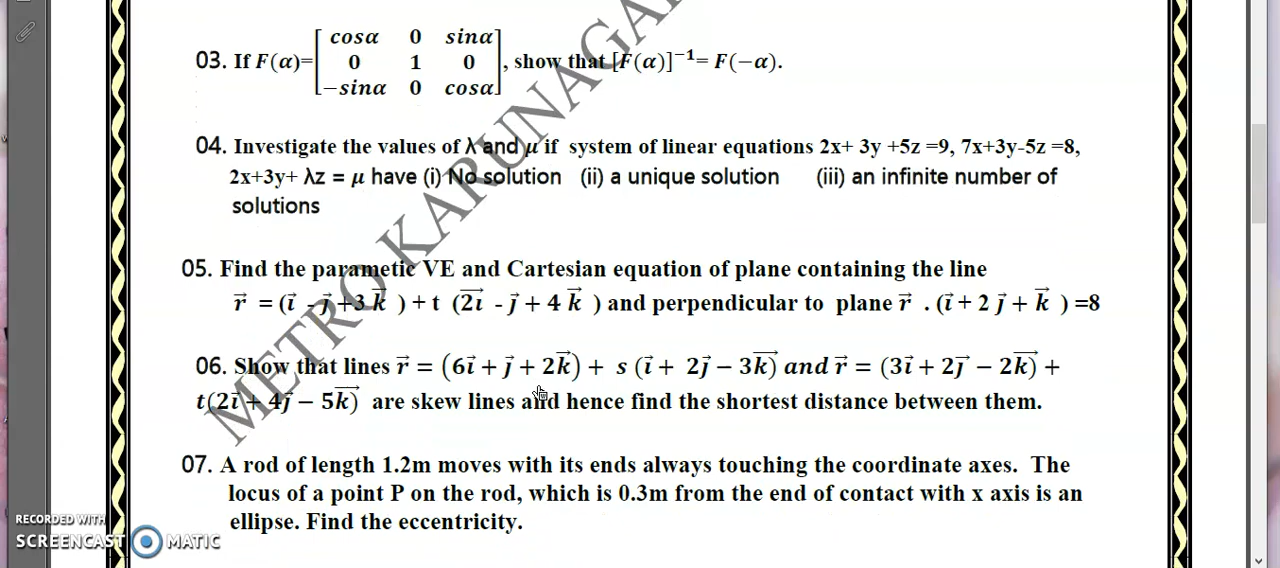 cosα 0 sinα
03. If F(α)= 0 1 0 , show that [F(α)]⁻¹= F(−α).
−sinα 0 cosα
04. Investigate the values of λ and μ if system of linear equations 2x+ 3y +5z =9, 7x+3y-5z =8,
2x+3y+ λz = μ have (i) No solution (ii) a unique solution (iii) an infinite number of
solutions
05. Find the parametic VE and Cartesian equation of plane containing the line
r⃗ = (i⃗ - j⃗ +3 k⃗ ) + t (2i⃗ - j⃗ + 4 k⃗ ) and perpendicular to plane r⃗ . (i⃗ + 2 j⃗ + k⃗ ) =8
06. Show that lines r⃗ = (6i⃗ + j⃗ + 2k⃗) + s (i⃗ + 2j⃗ − 3k⃗) and r⃗ = (3i⃗ + 2j⃗ − 2k⃗) +
t(2i⃗ + 4j⃗ − 5k⃗) are skew lines and hence find the shortest distance between them.
07. A rod of length 1.2m moves with its ends always touching the coordinate axes. The
locus of a point P on the rod, which is 0.3m from the end of contact with x axis is an
ellipse. Find the eccentricity.
METRO KARUNAGA
RECORDED WITH
SCREENCAST MATIC